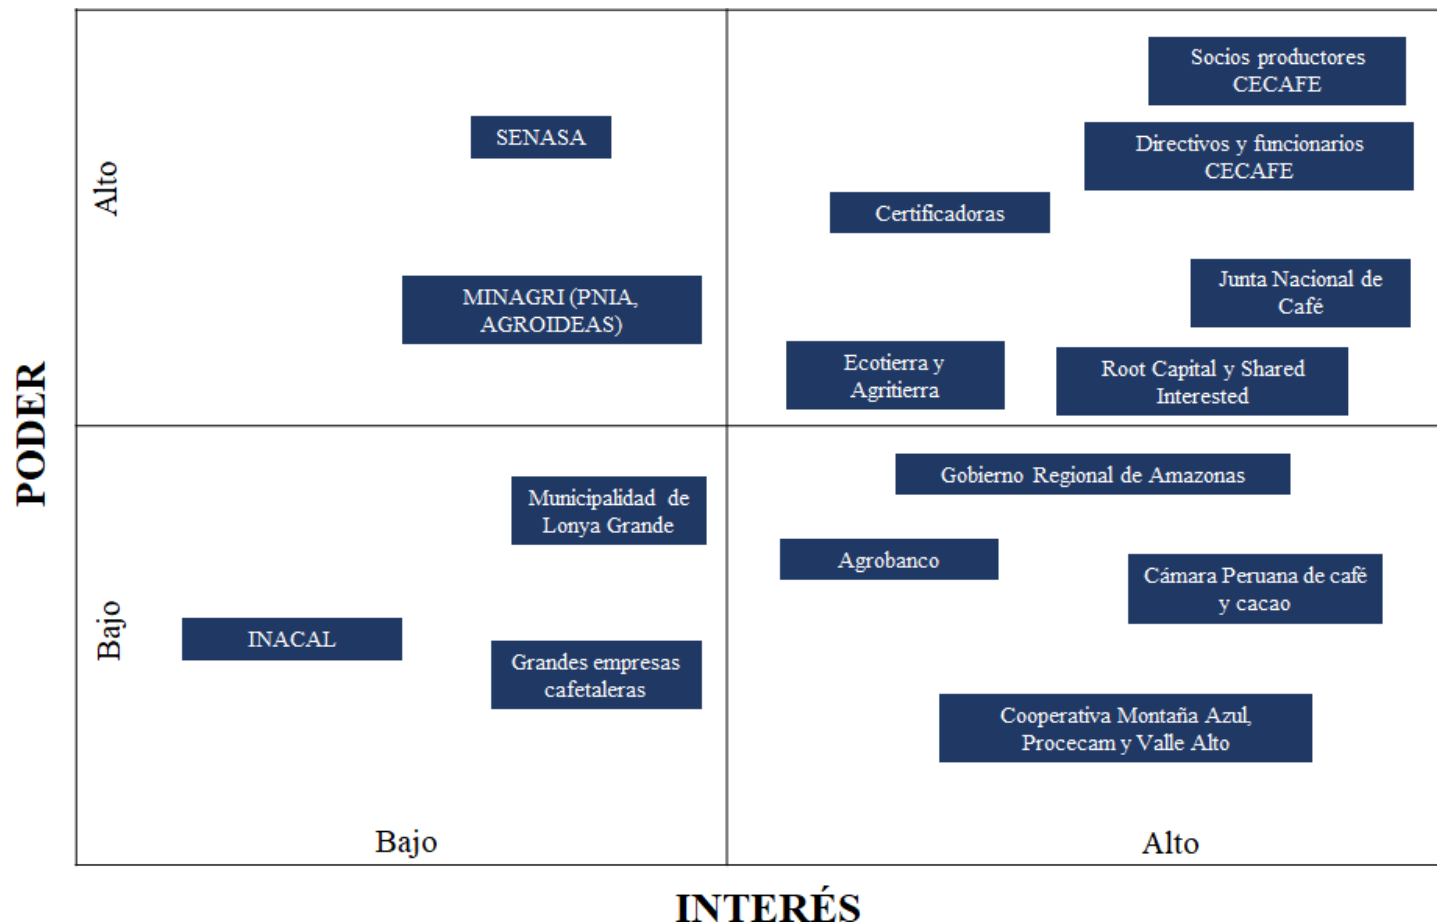 Socios productores
CECAFE
SENASA
Directivos y funcionarios
CECAFE
Alto
Certificadoras
MINAGRI (PNIA,
AGROIDEAS)
Junta Nacional de
Café
Ecotierra y
Agritierra
Root Capital y Shared
Interested
PODER
Gobierno Regional de Amazonas
Municipalidad de
Lonya Grande
Agrobanco
Cámara Peruana de café
y cacao
Bajo
INACAL
Grandes empresas
cafetaleras
Cooperativa Montaña Azul,
Procecam y Valle Alto
Bajo
Alto
INTERÉS